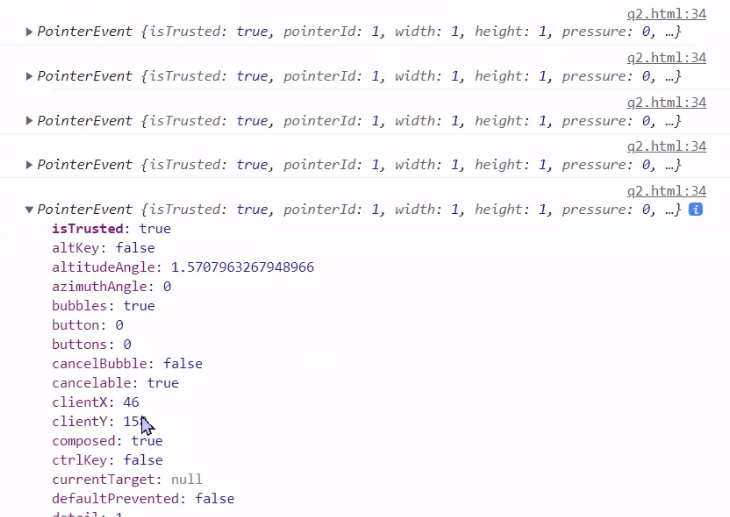 q2.html:34
PointerEvent {isTrusted: true, pointerId: 1, width: 1, height: 1, pressure: 0, …}
q2.html:34
PointerEvent {isTrusted: true, pointerId: 1, width: 1, height: 1, pressure: 0, …}
q2.html:34
PointerEvent {isTrusted: true, pointerId: 1, width: 1, height: 1, pressure: 0, …}
q2.html:34
PointerEvent {isTrusted: true, pointerId: 1, width: 1, height: 1, pressure: 0, …}
q2.html:34
PointerEvent {isTrusted: true, pointerId: 1, width: 1, height: 1, pressure: 0, …} i
isTrusted: true
altKey: false
altitudeAngle: 1.5707963267948966
azimuthAngle: 0
bubbles: true
button: 0
buttons: 0
cancelBubble: false
cancelable: true
clientX: 46
clientY:
composed: true
ctrlKey: false
currentTarget: null
defaultPrevented: false
detail: 1